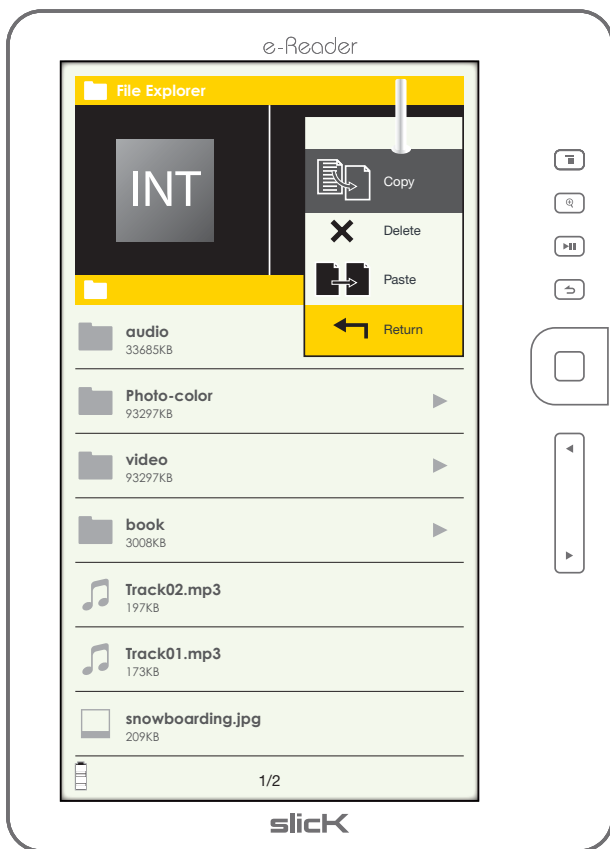 e-Reader
File Explorer
INT
Copy
Delete
Paste
Return
audio
33685KB
Photo-color
93297KB
video
93297KB
book
3008KB
Track02.mp3
197KB
Track01.mp3
173KB
snowboarding.jpg
209KB
1/2
slick